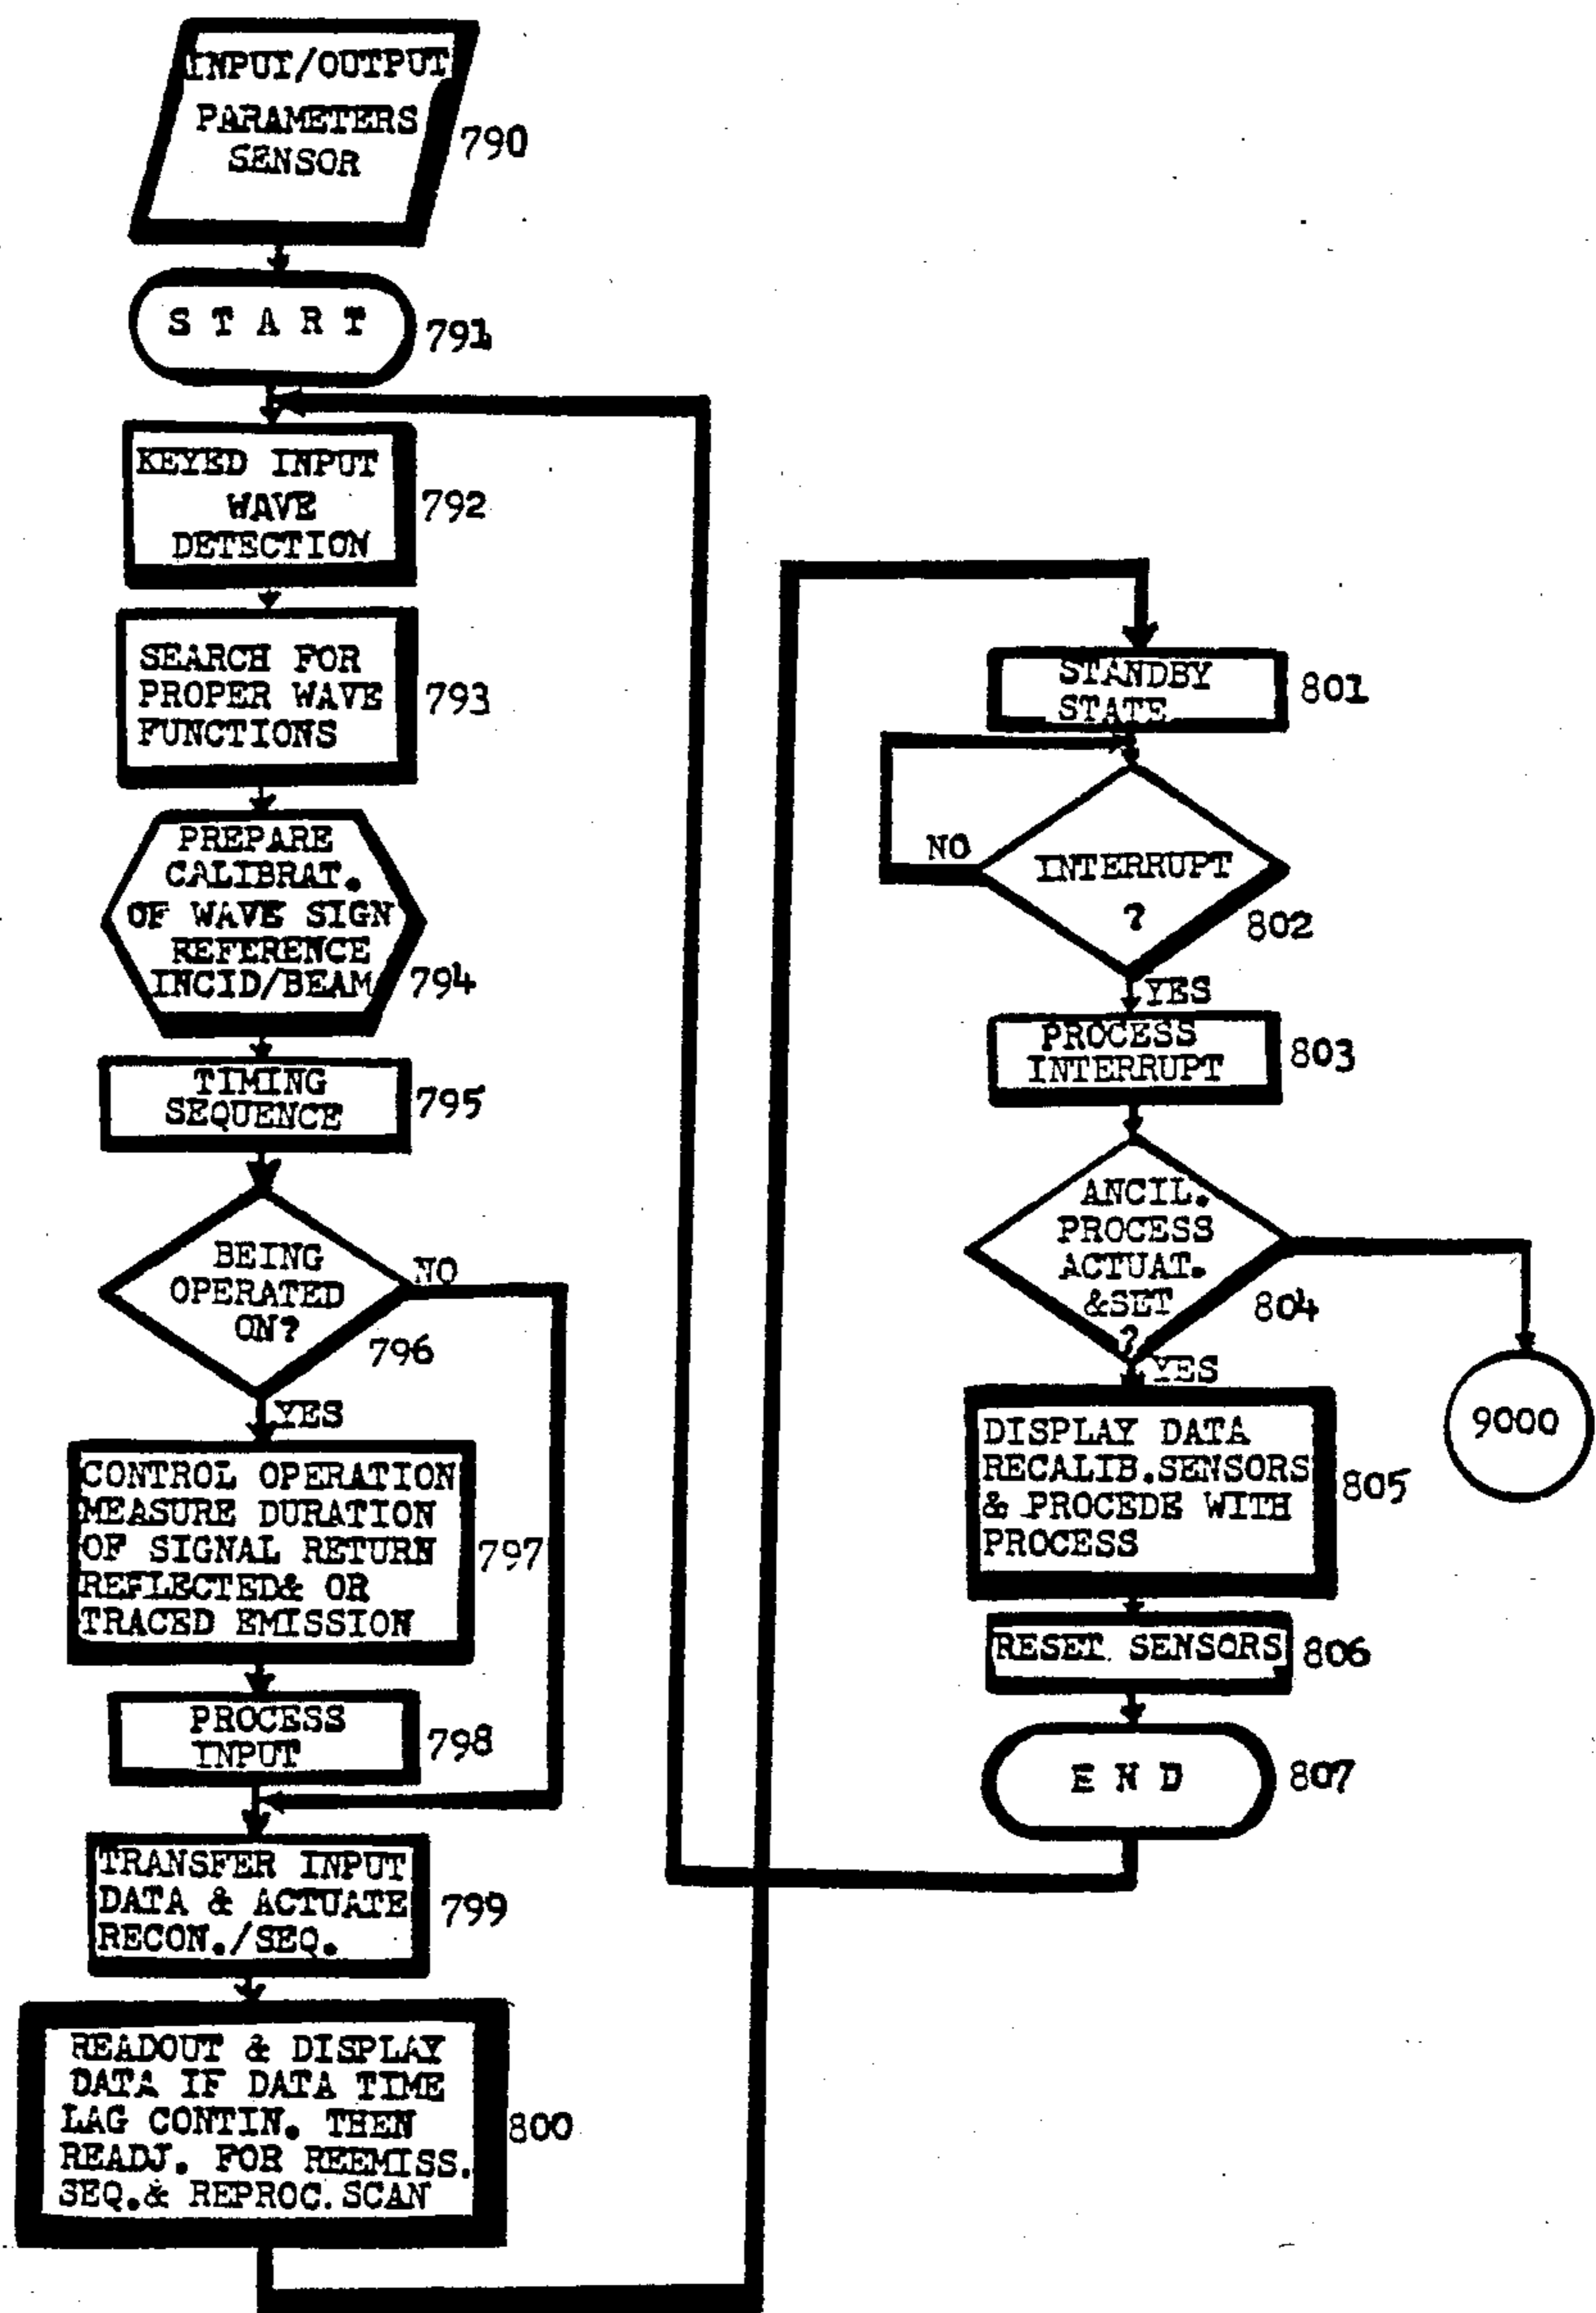 INPUT/OUTPUT
PARAMETERS
SENSOR
790
S T A R T
791
KEYED INPUT
WAVE
DETECTION
792
SEARCH FOR
PROPER WAVE
FUNCTIONS
793
PREPARE
CALIBRAT.
OF WAVE SIGN
REFERENCE
INCID/BEAM
794
TIMING
SEQUENCE
795
BEING
OPERATED
ON?
796
NO
YES
CONTROL OPERATION
MEASURE DURATION
OF SIGNAL RETURN
REFLECTED& OR
TRACED EMISSION
797
PROCESS
INPUT
798
TRANSFER INPUT
DATA & ACTUATE
RECON./SEQ.
799
READOUT & DISPLAY
DATA IF DATA TIME
LAG CONTIN. THEN
READJ. FOR REEMISS.
SEQ.& REPROC.SCAN
800
STANDBY
STATE
801
NO
INTERRUPT
?
802
YES
PROCESS
INTERRUPT
803
ANCIL.
PROCESS
ACTUAT.
&SET
?
804
YES
9000
DISPLAY DATA
RECALIB.SENSORS
& PROCEDE WITH
PROCESS
805
RESET SENSORS
806
E N D
807